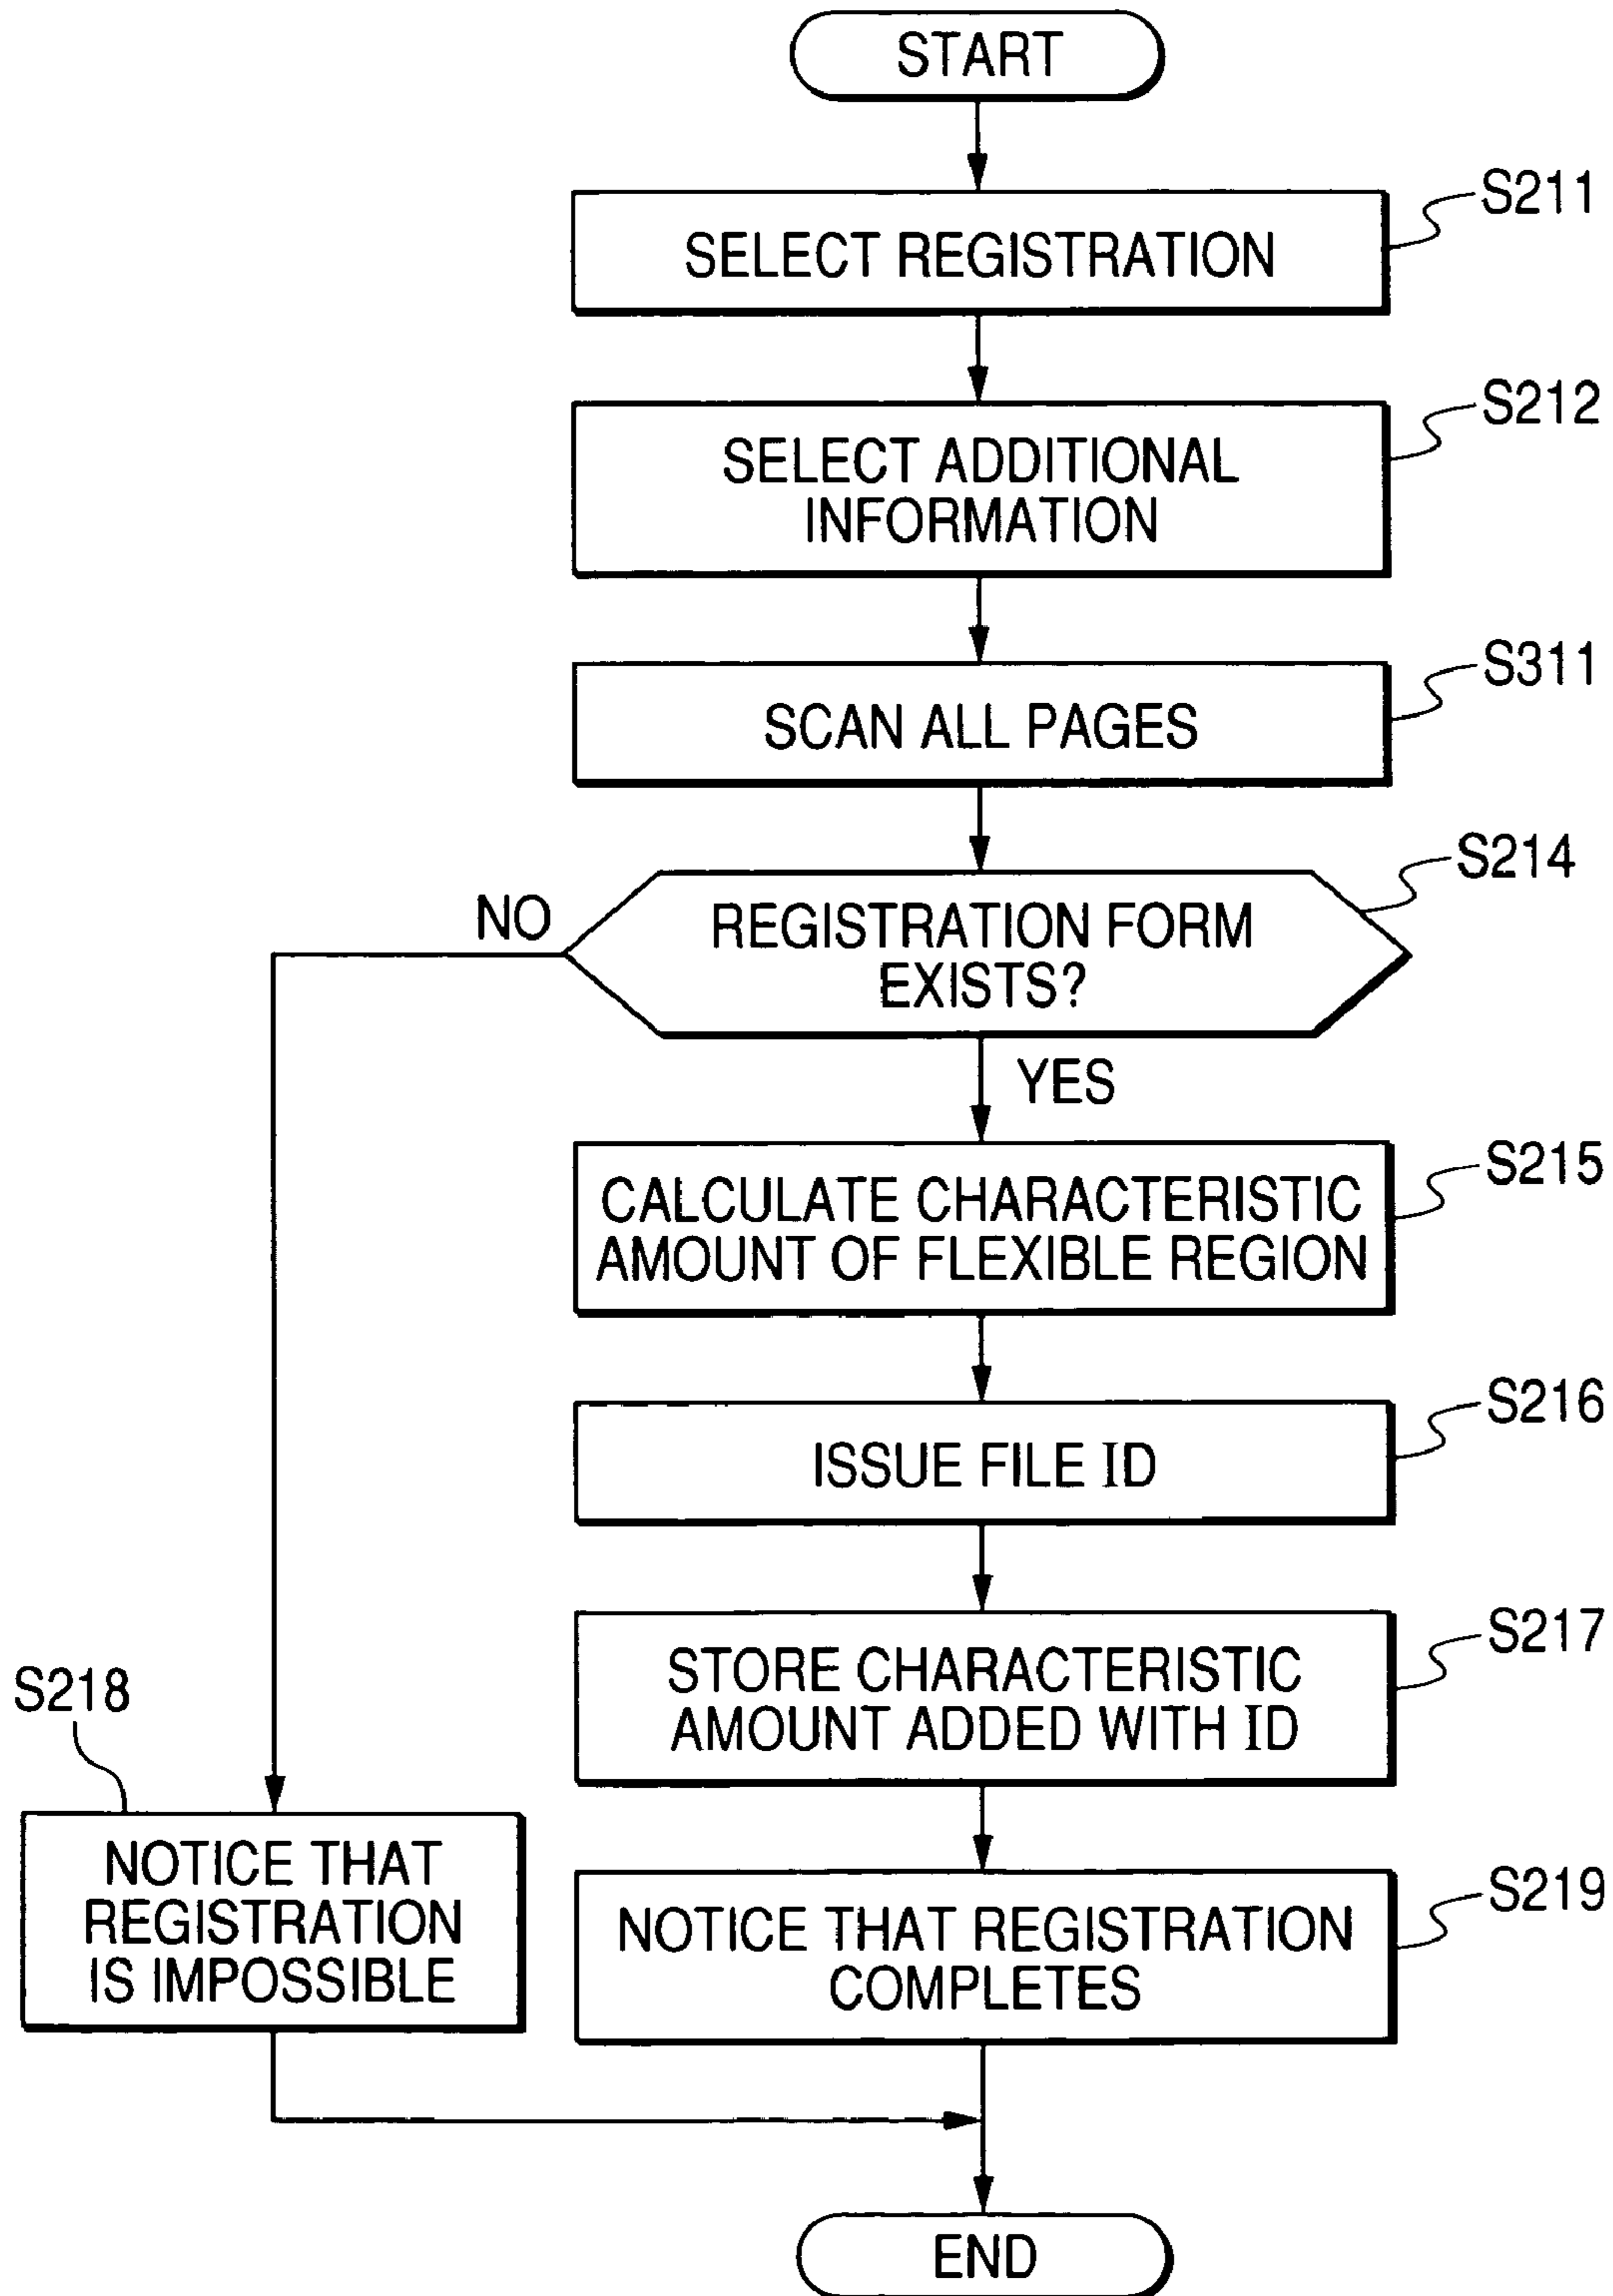 START
S211
SELECT REGISTRATION
S212
SELECT ADDITIONAL
INFORMATION
S311
SCAN ALL PAGES
S214
NO
REGISTRATION FORM
EXISTS?
YES
S215
CALCULATE CHARACTERISTIC
AMOUNT OF FLEXIBLE REGION
S216
ISSUE FILE ID
S217
STORE CHARACTERISTIC
AMOUNT ADDED WITH ID
S218
NOTICE THAT
REGISTRATION
IS IMPOSSIBLE
S219
NOTICE THAT REGISTRATION
COMPLETES
END